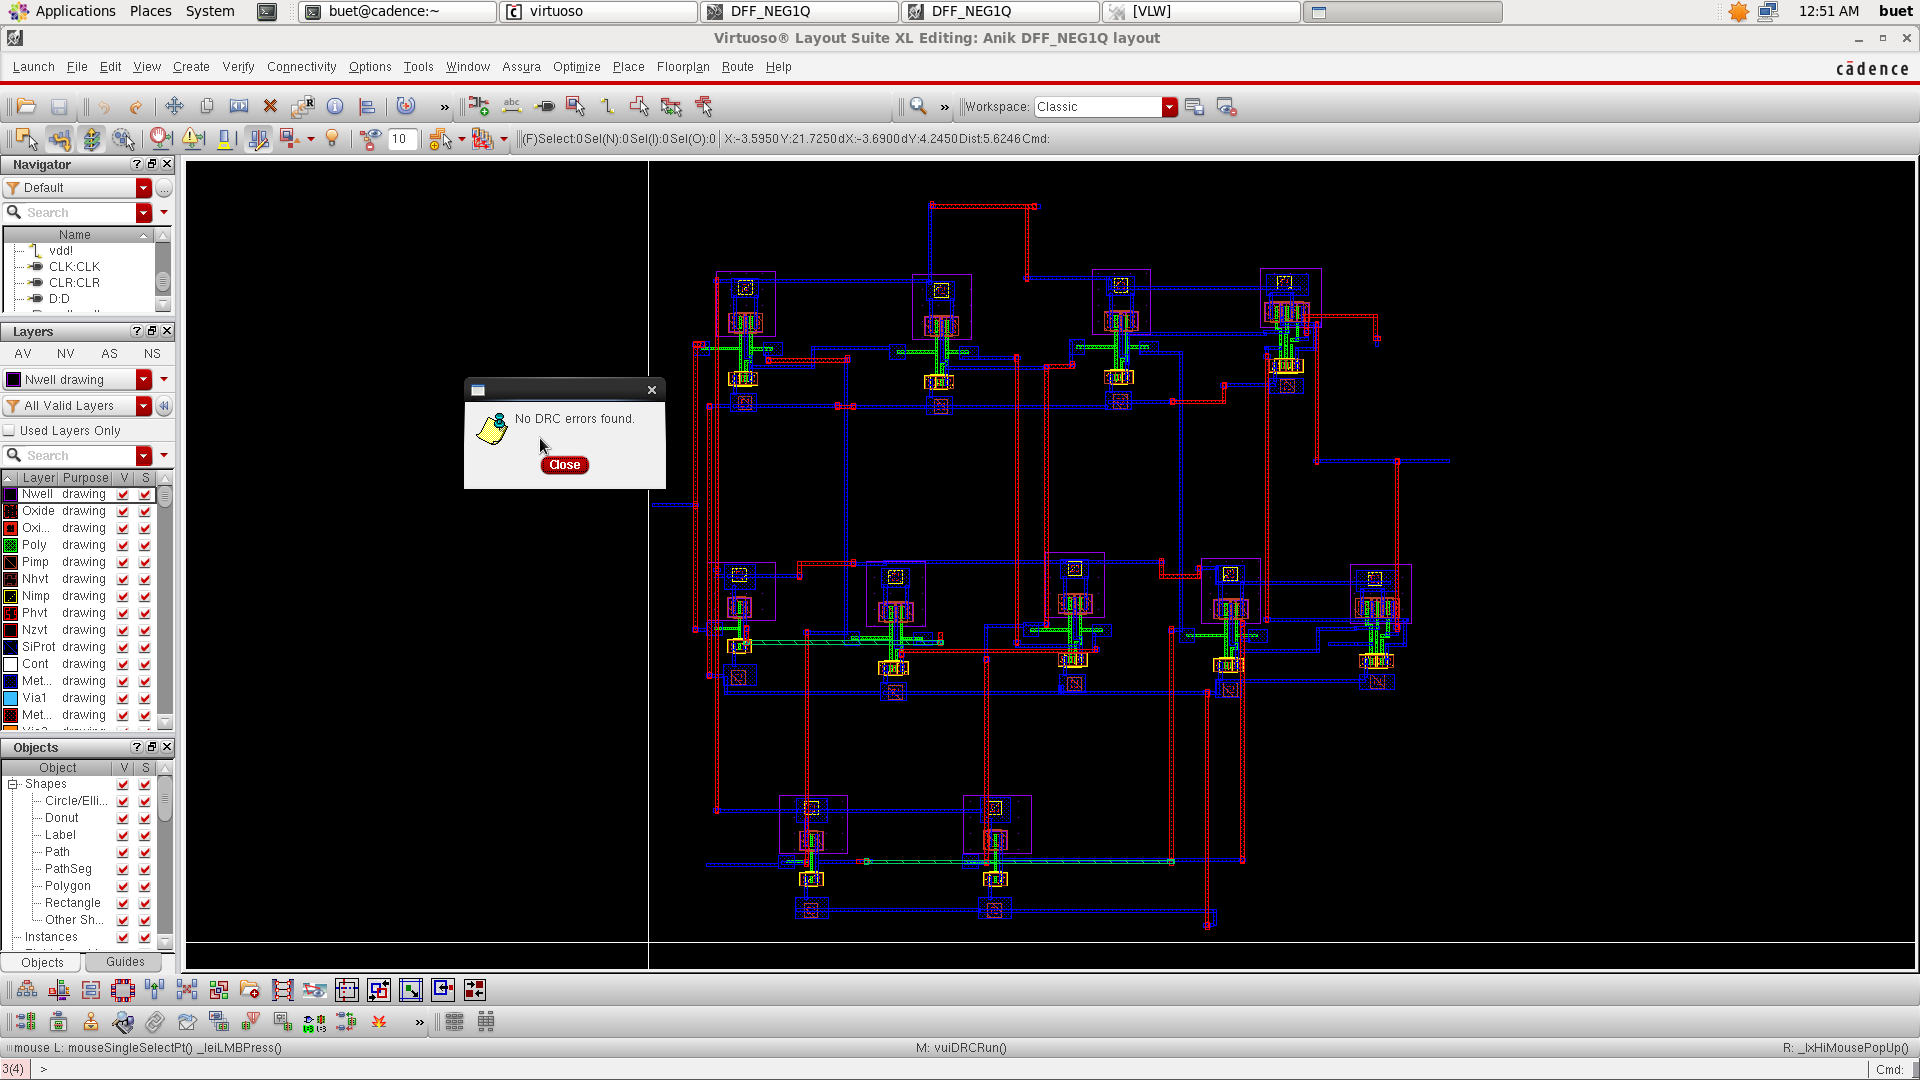 Applications Places System buet@cadence:~ virtuoso DFF_NEG1Q DFF_NEG1Q [VLW] 12:51 AM buet
Virtuoso® Layout Suite XL Editing: Anik DFF_NEG1Q layout
Launch File Edit View Create Verify Connectivity Options Tools Window Assura Optimize Place Floorplan Route Help cādence
abc » » Workspace: Classic
10 (F)Select:0 Sel(N):0 Sel(I):0 Sel(O):0 X:-3.5950 Y:21.7250 dX:-3.6900 dY:4.2450 Dist:5.6246 Cmd:
Navigator
Default
Search
Name
vdd!
CLK:CLK
CLR:CLR
D:D
Layers
AV NV AS NS
Nwell drawing
All Valid Layers
Used Layers Only
Search
Layer Purpose V S
Nwell drawing
Oxide drawing
Oxi... drawing
Poly drawing
Pimp drawing
Nhvt drawing
Nimp drawing
Phvt drawing
Nzvt drawing
SiProt drawing
Cont drawing
Met... drawing
Via1 drawing
Met... drawing
Objects
Object V S
Shapes
Circle/Elli...
Donut
Label
Path
PathSeg
Polygon
Rectangle
Other Sh...
Instances
Objects Guides
No DRC errors found.
Close
mouse L: mouseSingleSelectPt() _leiLMBPress() M: vuiDRCRun() R: _lxHiMousePopUp()
3(4) > Cmd: